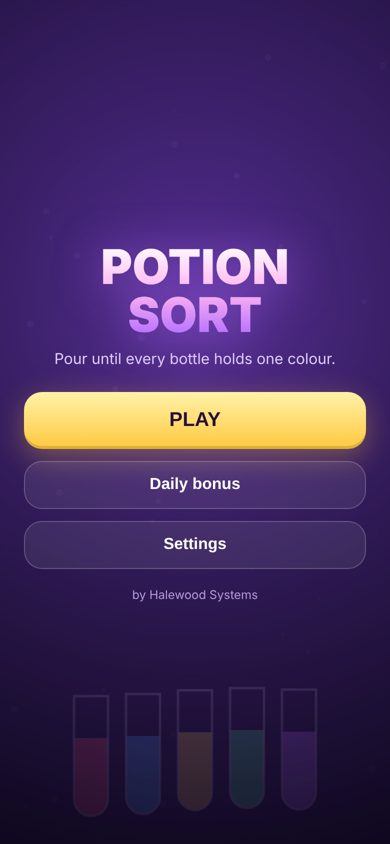 POTION
SORT
Pour until every bottle holds one colour.
PLAY
Daily bonus
Settings
by Halewood Systems